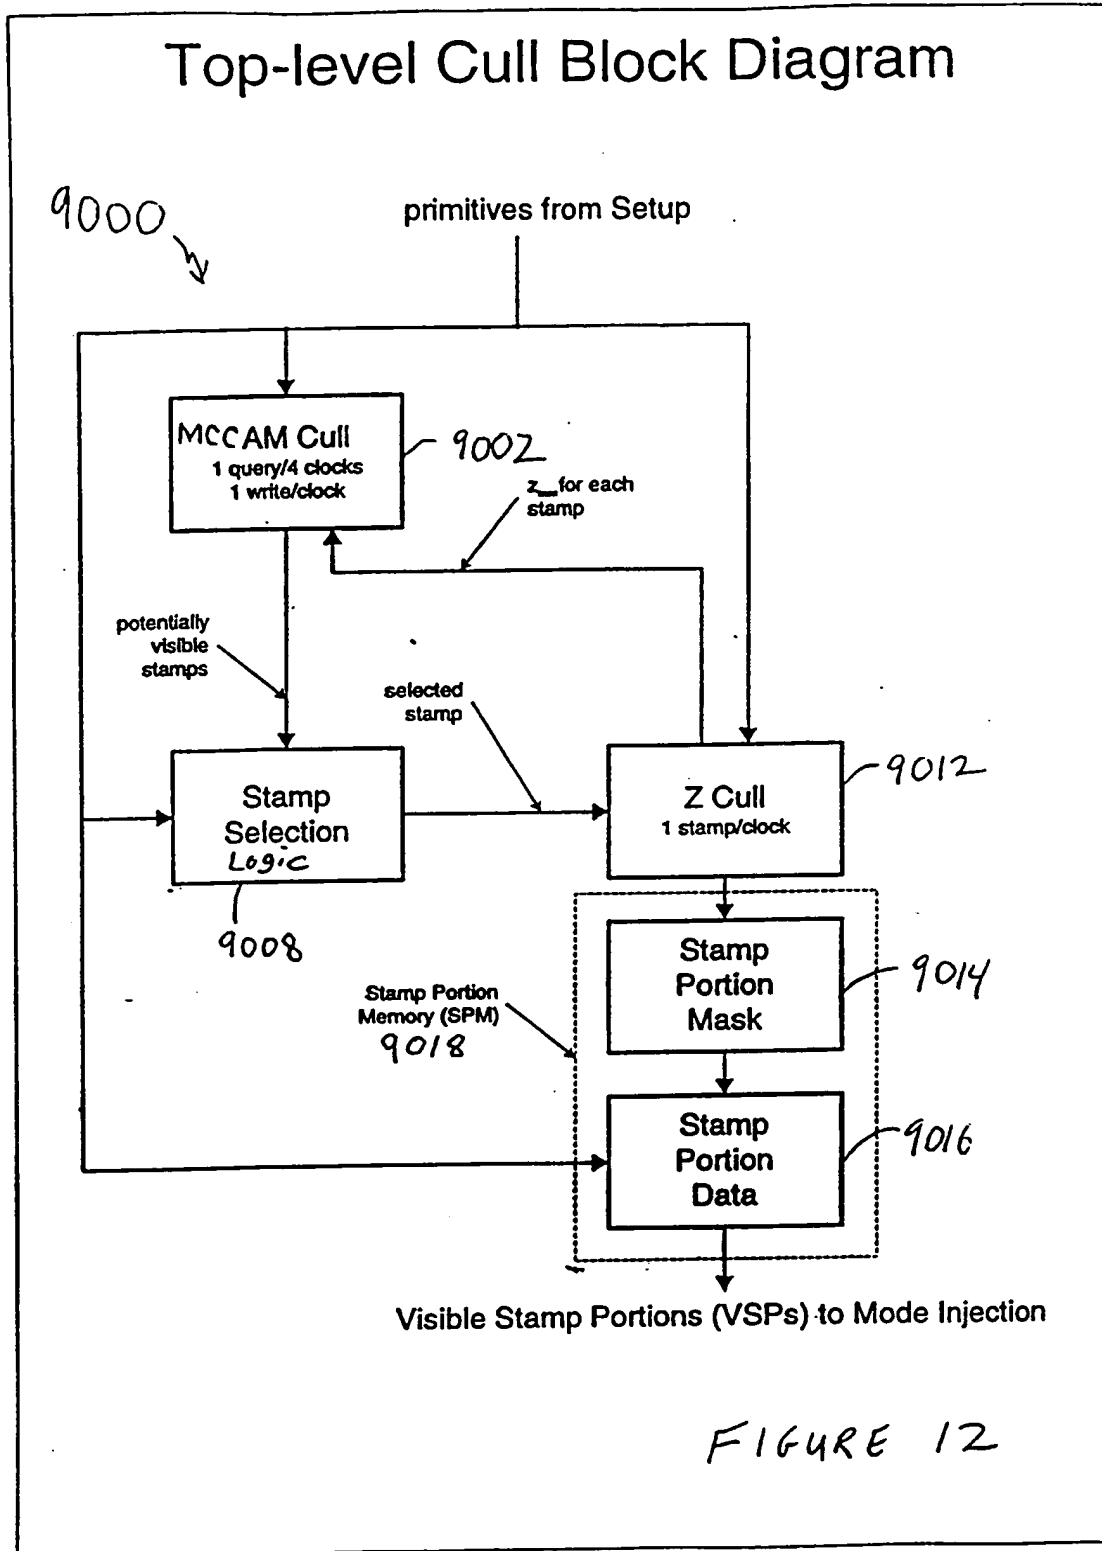 Top-level Cull Block Diagram
9000
primitives from Setup
MCCAM Cull
1 query/4 clocks
1 write/clock
9002
for each
stamp
potentially
visible
stamps
selected
stamp
Stamp
Selection
Logic
9008
Z Cull
1 stamp/clock
9012
Stamp
Portion
Mask
9014
Stamp Portion
Memory (SPM)
9018
Stamp
Portion
Data
9016
Visible Stamp Portions (VSPs) to Mode Injection
FIGURE 12